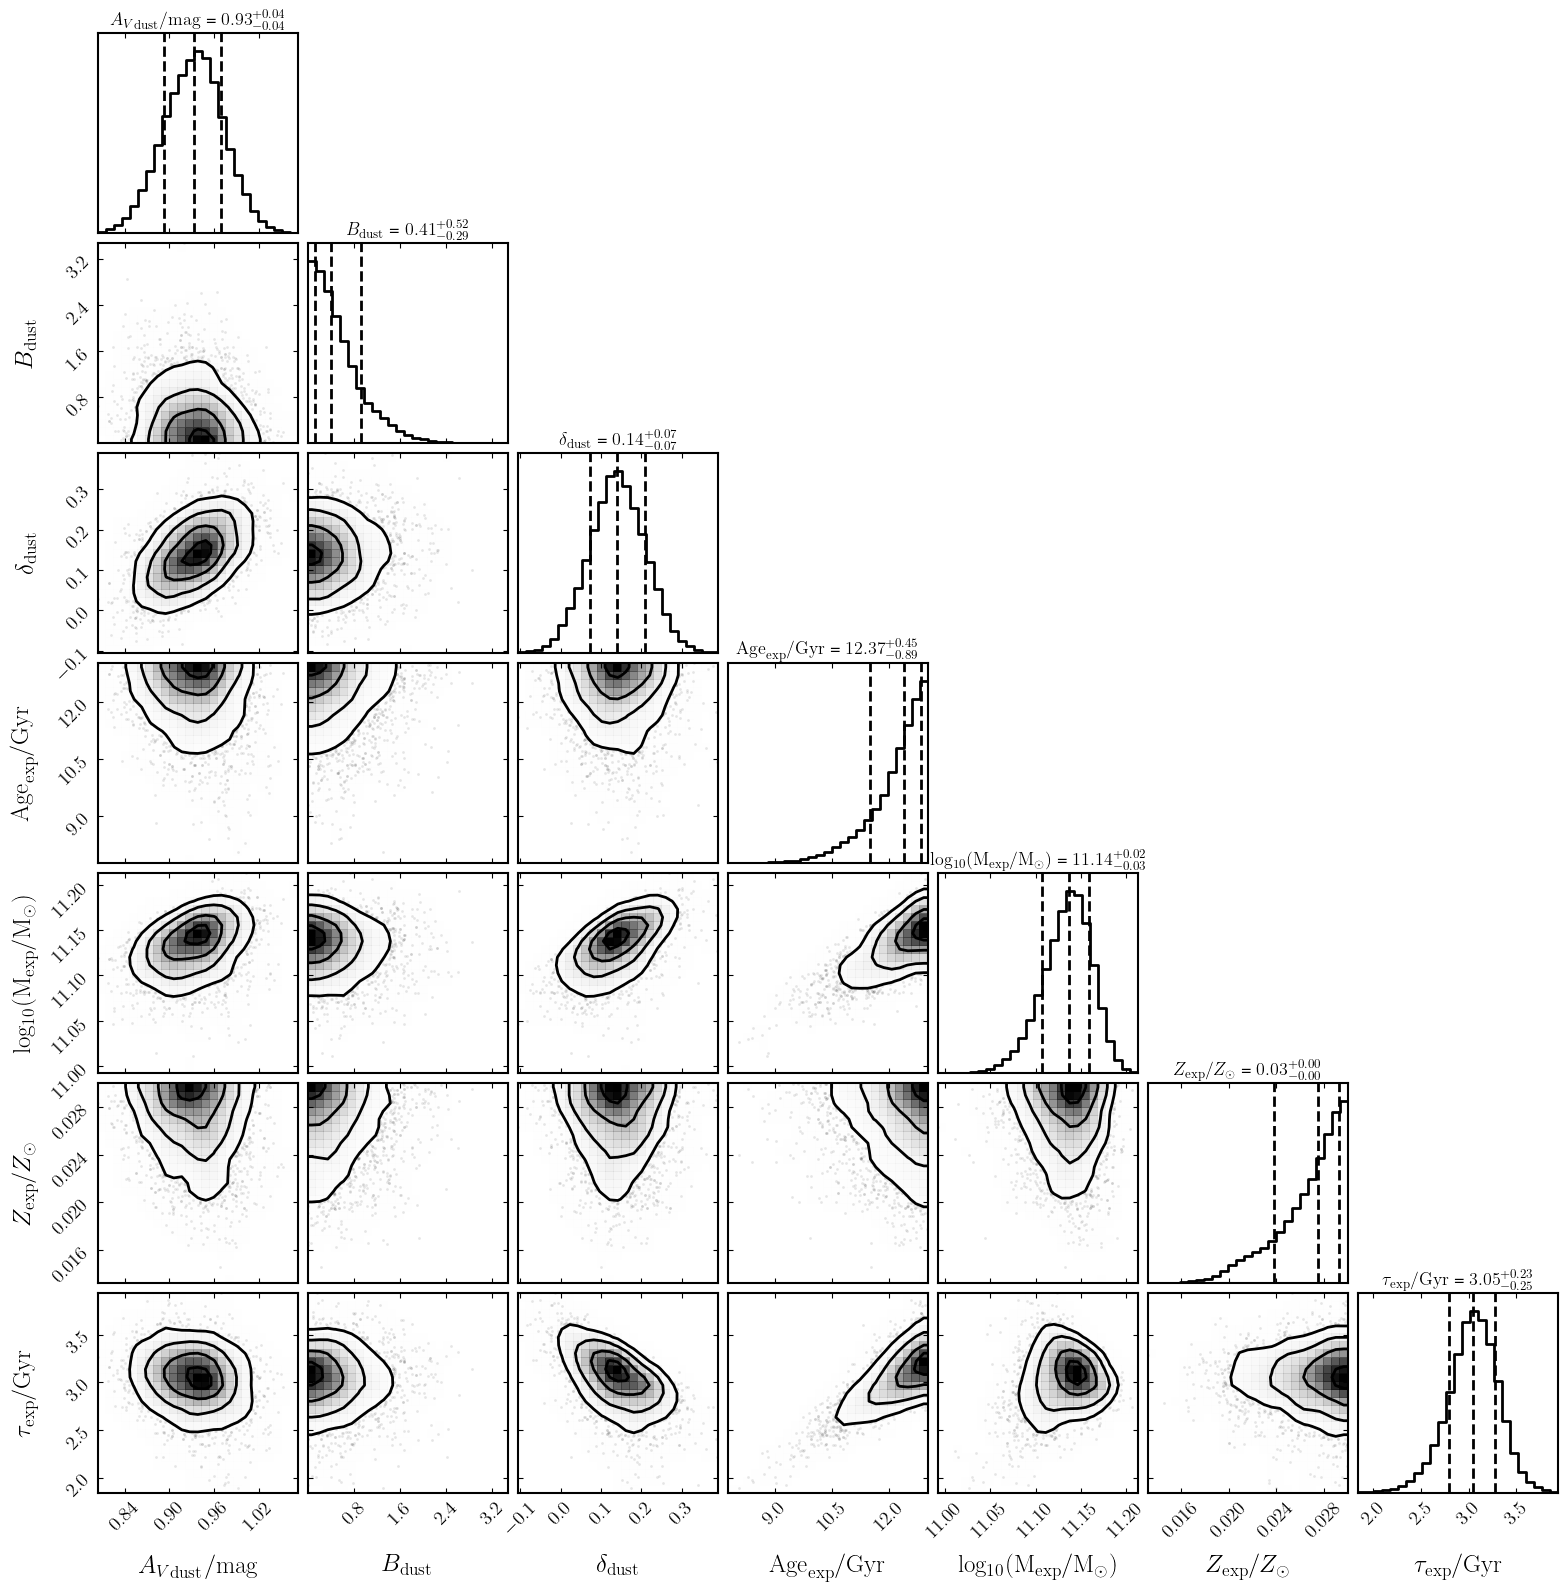 A_V dust/mag = 0.93^{+0.04}_{-0.04}
B_dust = 0.41^{+0.52}_{-0.29}
3.2
2.4
1.6
0.8
B_dust
δ_dust = 0.14^{+0.07}_{-0.07}
0.3
0.2
0.1
0.0
−0.1
δ_dust
Age_exp/Gyr = 12.37^{+0.45}_{-0.89}
12.0
10.5
9.0
Age_exp/Gyr
log_10(M_exp/M_⊙) = 11.14^{+0.02}_{-0.03}
11.20
11.15
11.10
11.05
11.00
log_10(M_exp/M_⊙)
Z_exp/Z_⊙ = 0.03^{+0.00}_{-0.00}
0.028
0.024
0.020
0.016
Z_exp/Z_⊙
τ_exp/Gyr = 3.05^{+0.23}_{-0.25}
3.5
3.0
2.5
2.0
τ_exp/Gyr
0.84 0.90 0.96 1.02 0.8 1.6 2.4 3.2 −0.1 0.0 0.1 0.2 0.3 9.0 10.5 12.0 11.00 11.05 11.10 11.15 11.20 0.016 0.020 0.024 0.028 2.0 2.5 3.0 3.5
A_V dust/mag B_dust δ_dust Age_exp/Gyr log_10(M_exp/M_⊙) Z_exp/Z_⊙ τ_exp/Gyr